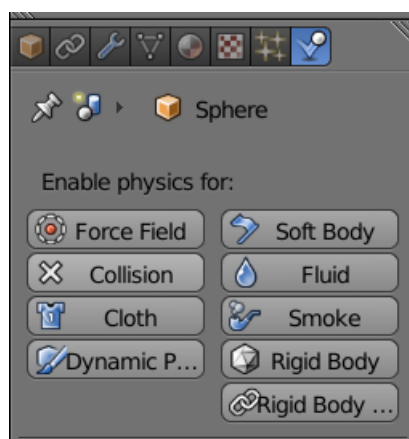 Sphere
Enable physics for:
Force Field Soft Body
Collision Fluid
Cloth Smoke
Dynamic P... Rigid Body
Rigid Body ...